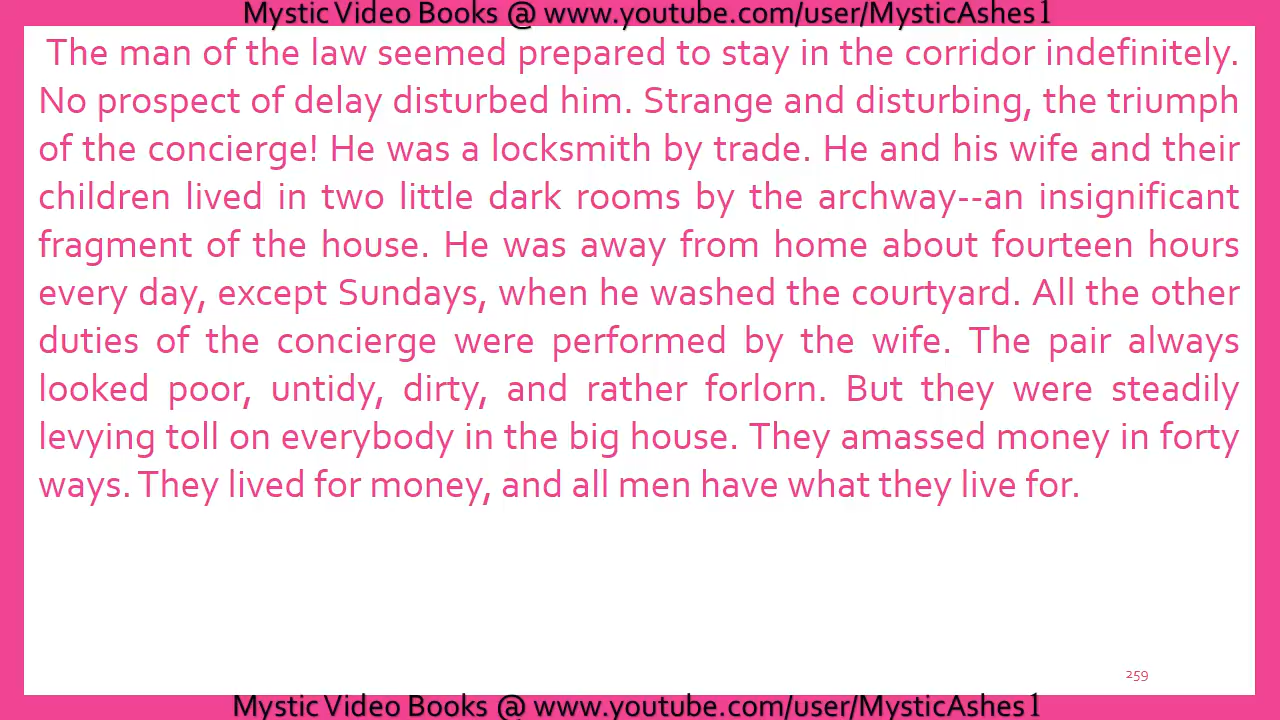 Mystic Video Books @ www.youtube.com/user/MysticAshes1
The man of the law seemed prepared to stay in the corridor indefinitely.
No prospect of delay disturbed him. Strange and disturbing, the triumph
of the concierge! He was a locksmith by trade. He and his wife and their
children lived in two little dark rooms by the archway--an insignificant
fragment of the house. He was away from home about fourteen hours
every day, except Sundays, when he washed the courtyard. All the other
duties of the concierge were performed by the wife. The pair always
looked poor, untidy, dirty, and rather forlorn. But they were steadily
levying toll on everybody in the big house. They amassed money in forty
ways. They lived for money, and all men have what they live for.
259
Mystic Video Books @ www.youtube.com/user/MysticAshes1